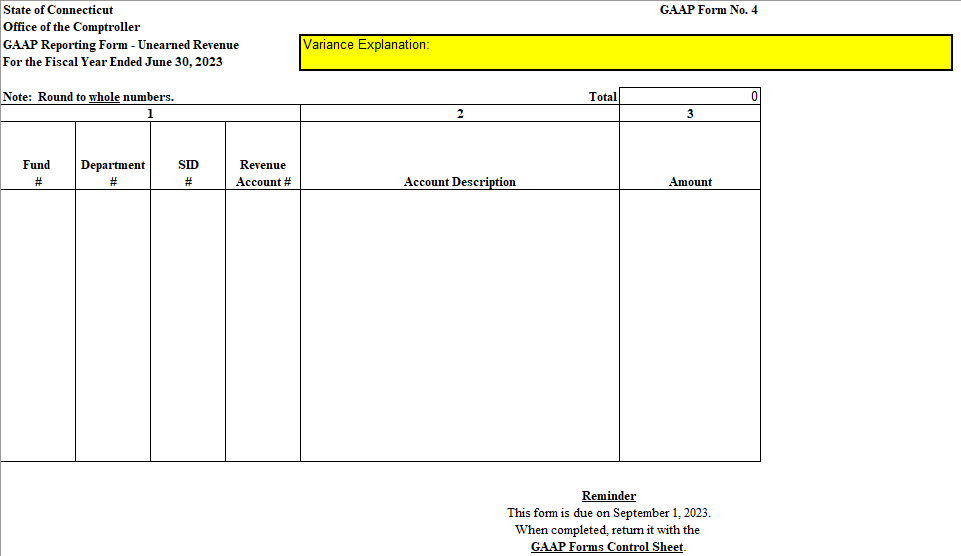 State of Connecticut
GAAP Form No. 4
Office of the Comptroller
GAAP Reporting Form - Unearned Revenue
For the Fiscal Year Ended June 30, 2023
Variance Explanation:
Note:  Round to whole numbers.
Total 0
1 2 3
Fund # Department # SID # Revenue Account # Account Description Amount
Reminder
This form is due on September 1, 2023.
When completed, return it with the
GAAP Forms Control Sheet.